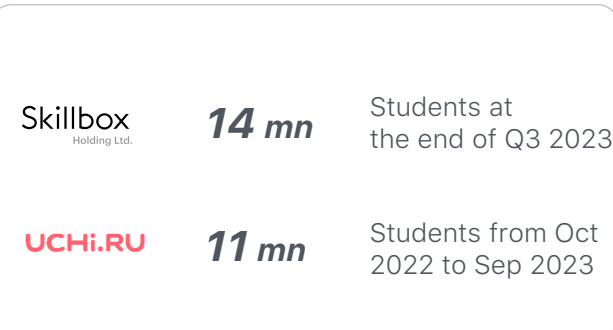 Skillbox
Holding Ltd.
14 mn
Students at
the end of Q3 2023
UCHi.RU
11 mn
Students from Oct
2022 to Sep 2023